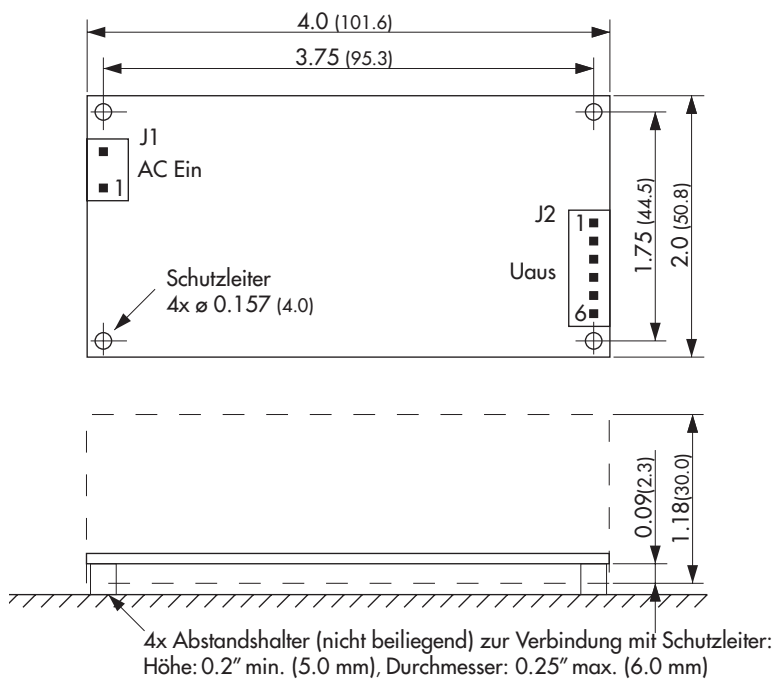 4.0 (101.6)
3.75 (95.3)
J1
AC Ein
1
J2
1
Uaus
6
1.75 (44.5)
2.0 (50.8)
Schutzleiter
4x ø 0.157 (4.0)
0.09(2.3)
1.18(30.0)
4x Abstandshalter (nicht beiliegend) zur Verbindung mit Schutzleiter:
Höhe: 0.2″ min. (5.0 mm), Durchmesser: 0.25″ max. (6.0 mm)